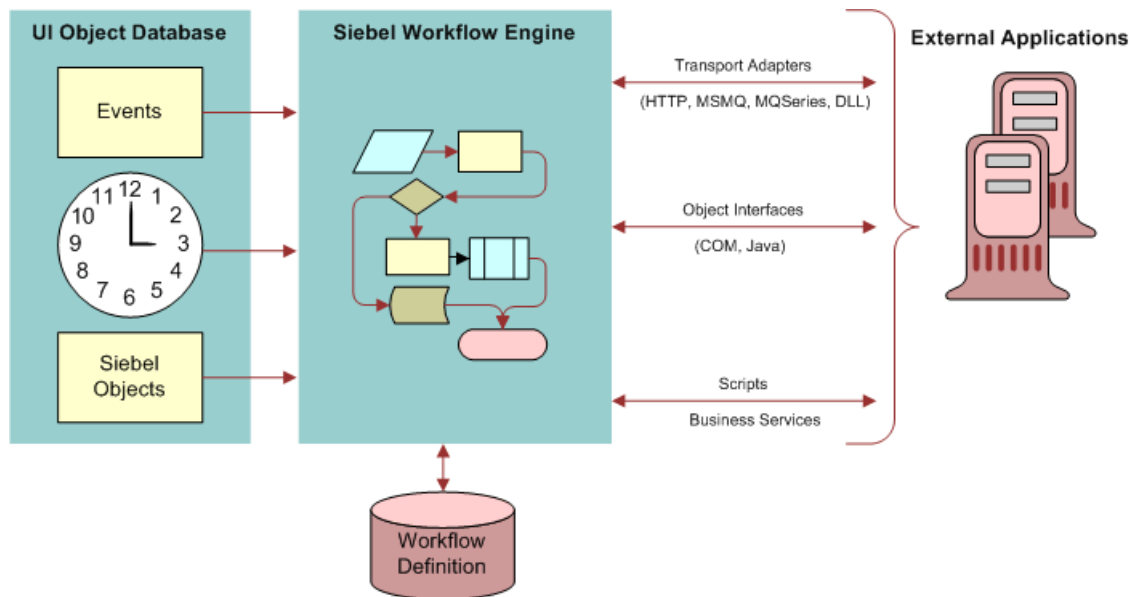 UI Object Database
Siebel Workflow Engine
External Applications
Events
12
1
2
3
4
5
6
7
8
9
10
11
Siebel
Objects
Transport Adapters
(HTTP, MSMQ, MQSeries, DLL)
Object Interfaces
(COM, Java)
Scripts
Business Services
Workflow
Definition